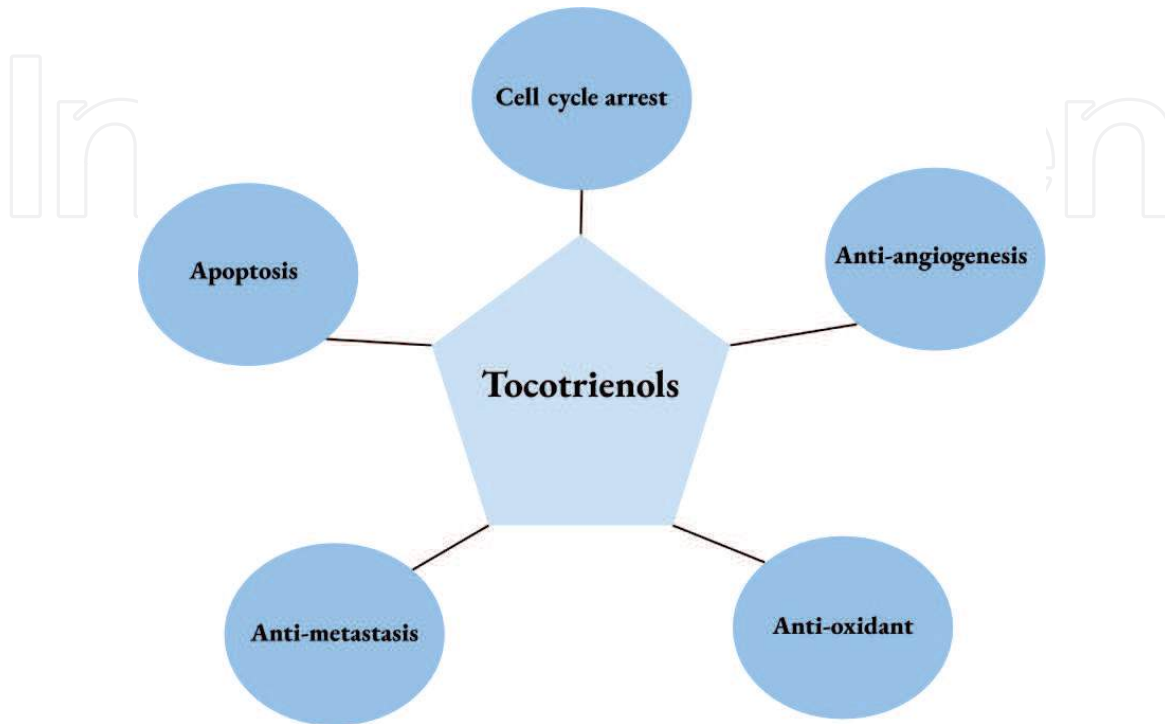 Cell cycle arrest
Anti-angiogenesis
Apoptosis
Tocotrienols
Anti-metastasis
Anti-oxidant